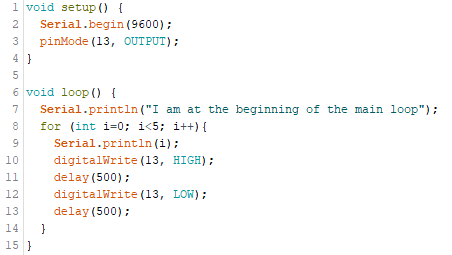 1 void setup() {
2   Serial.begin(9600);
3   pinMode(13, OUTPUT);
4 }
5
6 void loop() {
7   Serial.println("I am at the beginning of the main loop");
8   for (int i=0; i<5; i++){
9     Serial.println(i);
10     digitalWrite(13, HIGH);
11     delay(500);
12     digitalWrite(13, LOW);
13     delay(500);
14   }
15 }